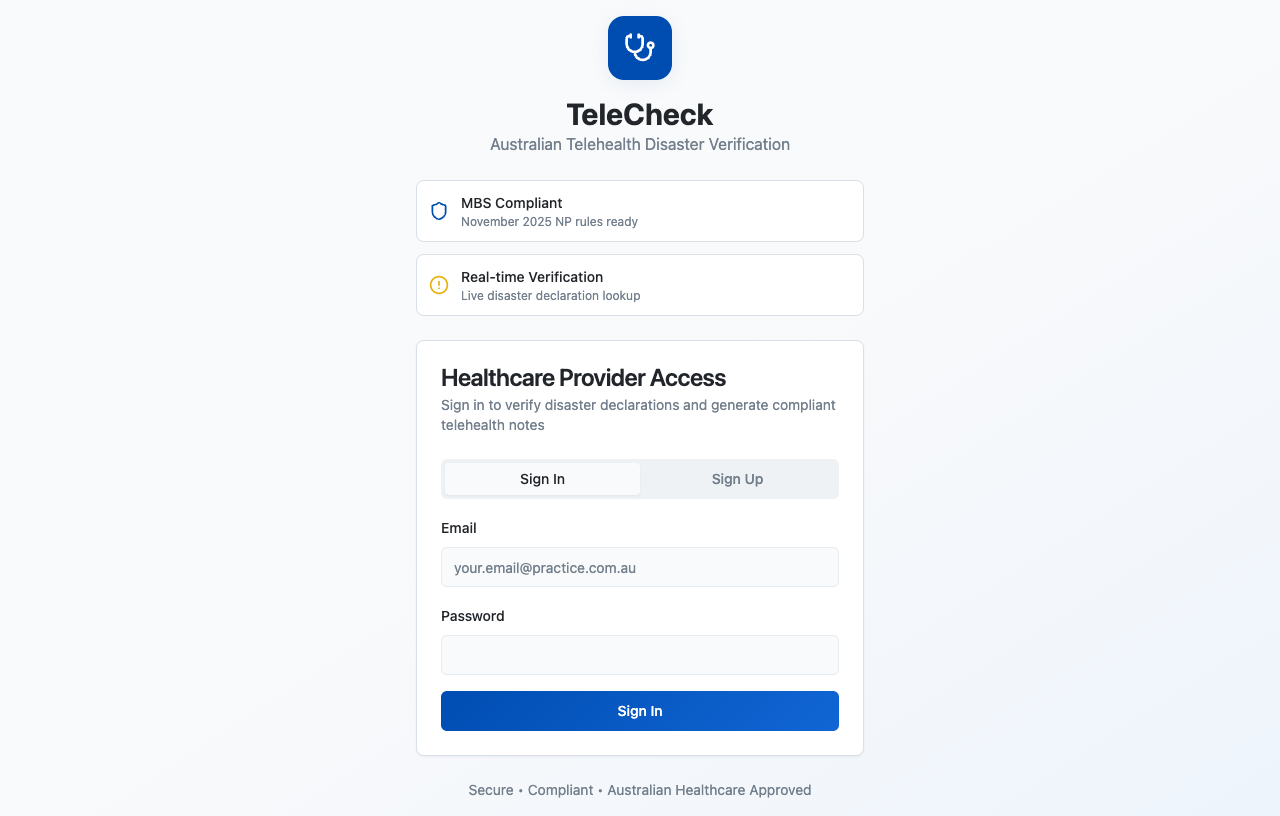 TeleCheck
Australian Telehealth Disaster Verification
MBS Compliant
November 2025 NP rules ready
Real-time Verification
Live disaster declaration lookup
Healthcare Provider Access
Sign in to verify disaster declarations and generate compliant
telehealth notes
Sign In
Sign Up
Email
your.email@practice.com.au
Password
Sign In
Secure • Compliant • Australian Healthcare Approved